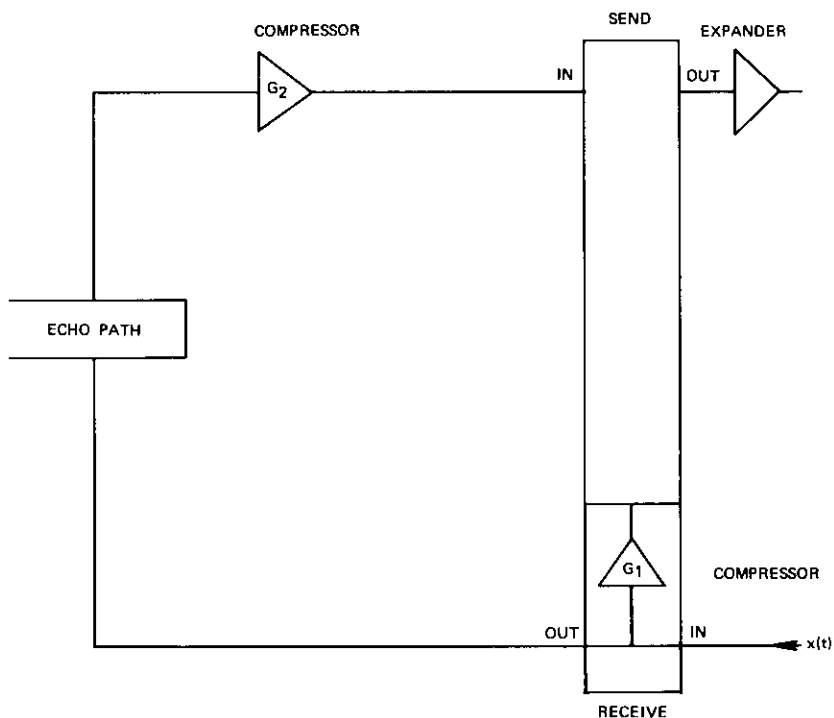 SEND
COMPRESSOR
EXPANDER
IN
OUT
G2
ECHO PATH
G1
COMPRESSOR
OUT
IN
x(t)
RECEIVE